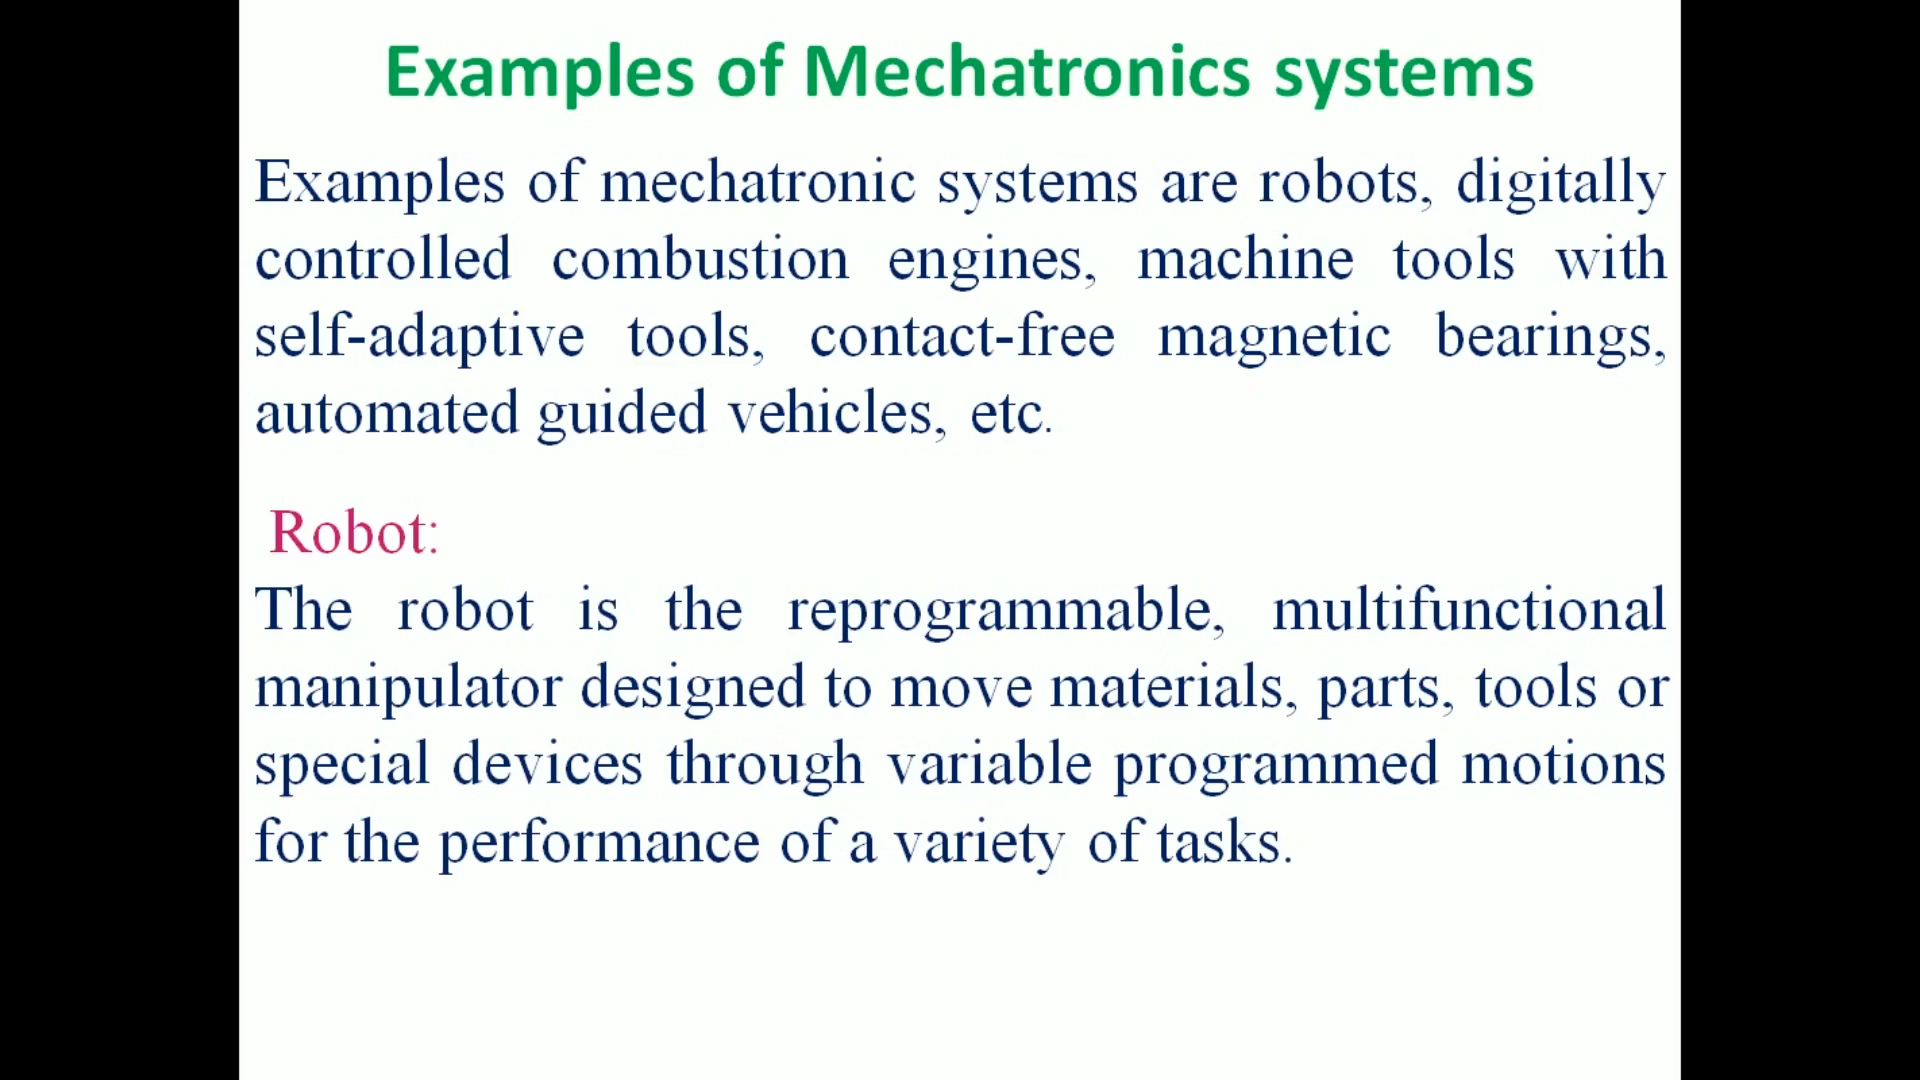 Examples of Mechatronics systems
Examples of mechatronic systems are robots, digitally
controlled combustion engines, machine tools with
self-adaptive tools, contact-free magnetic bearings,
automated guided vehicles, etc.
Robot:
The robot is the reprogrammable, multifunctional
manipulator designed to move materials, parts, tools or
special devices through variable programmed motions
for the performance of a variety of tasks.